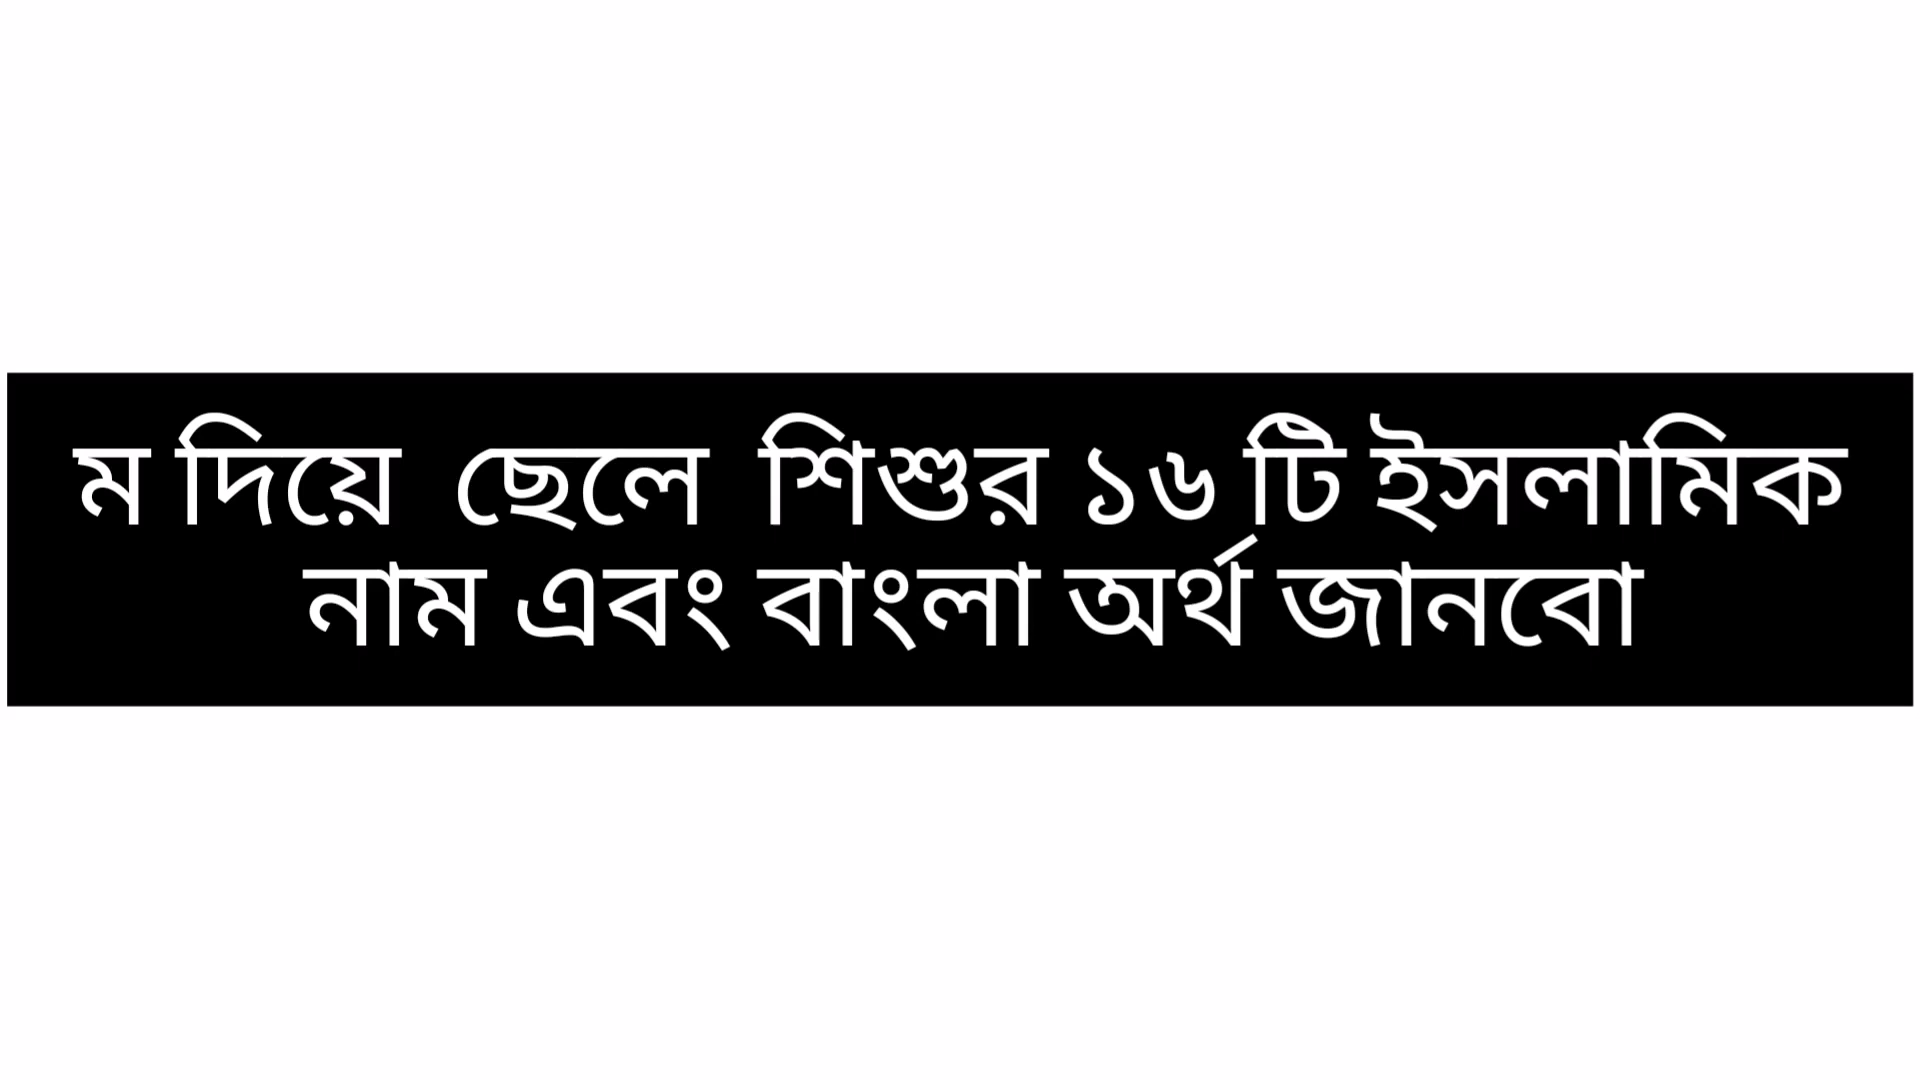 ম দিয়ে ছেলে শিশুর ১৬ টি ইসলামিক
নাম এবং বাংলা অর্থ জানবো